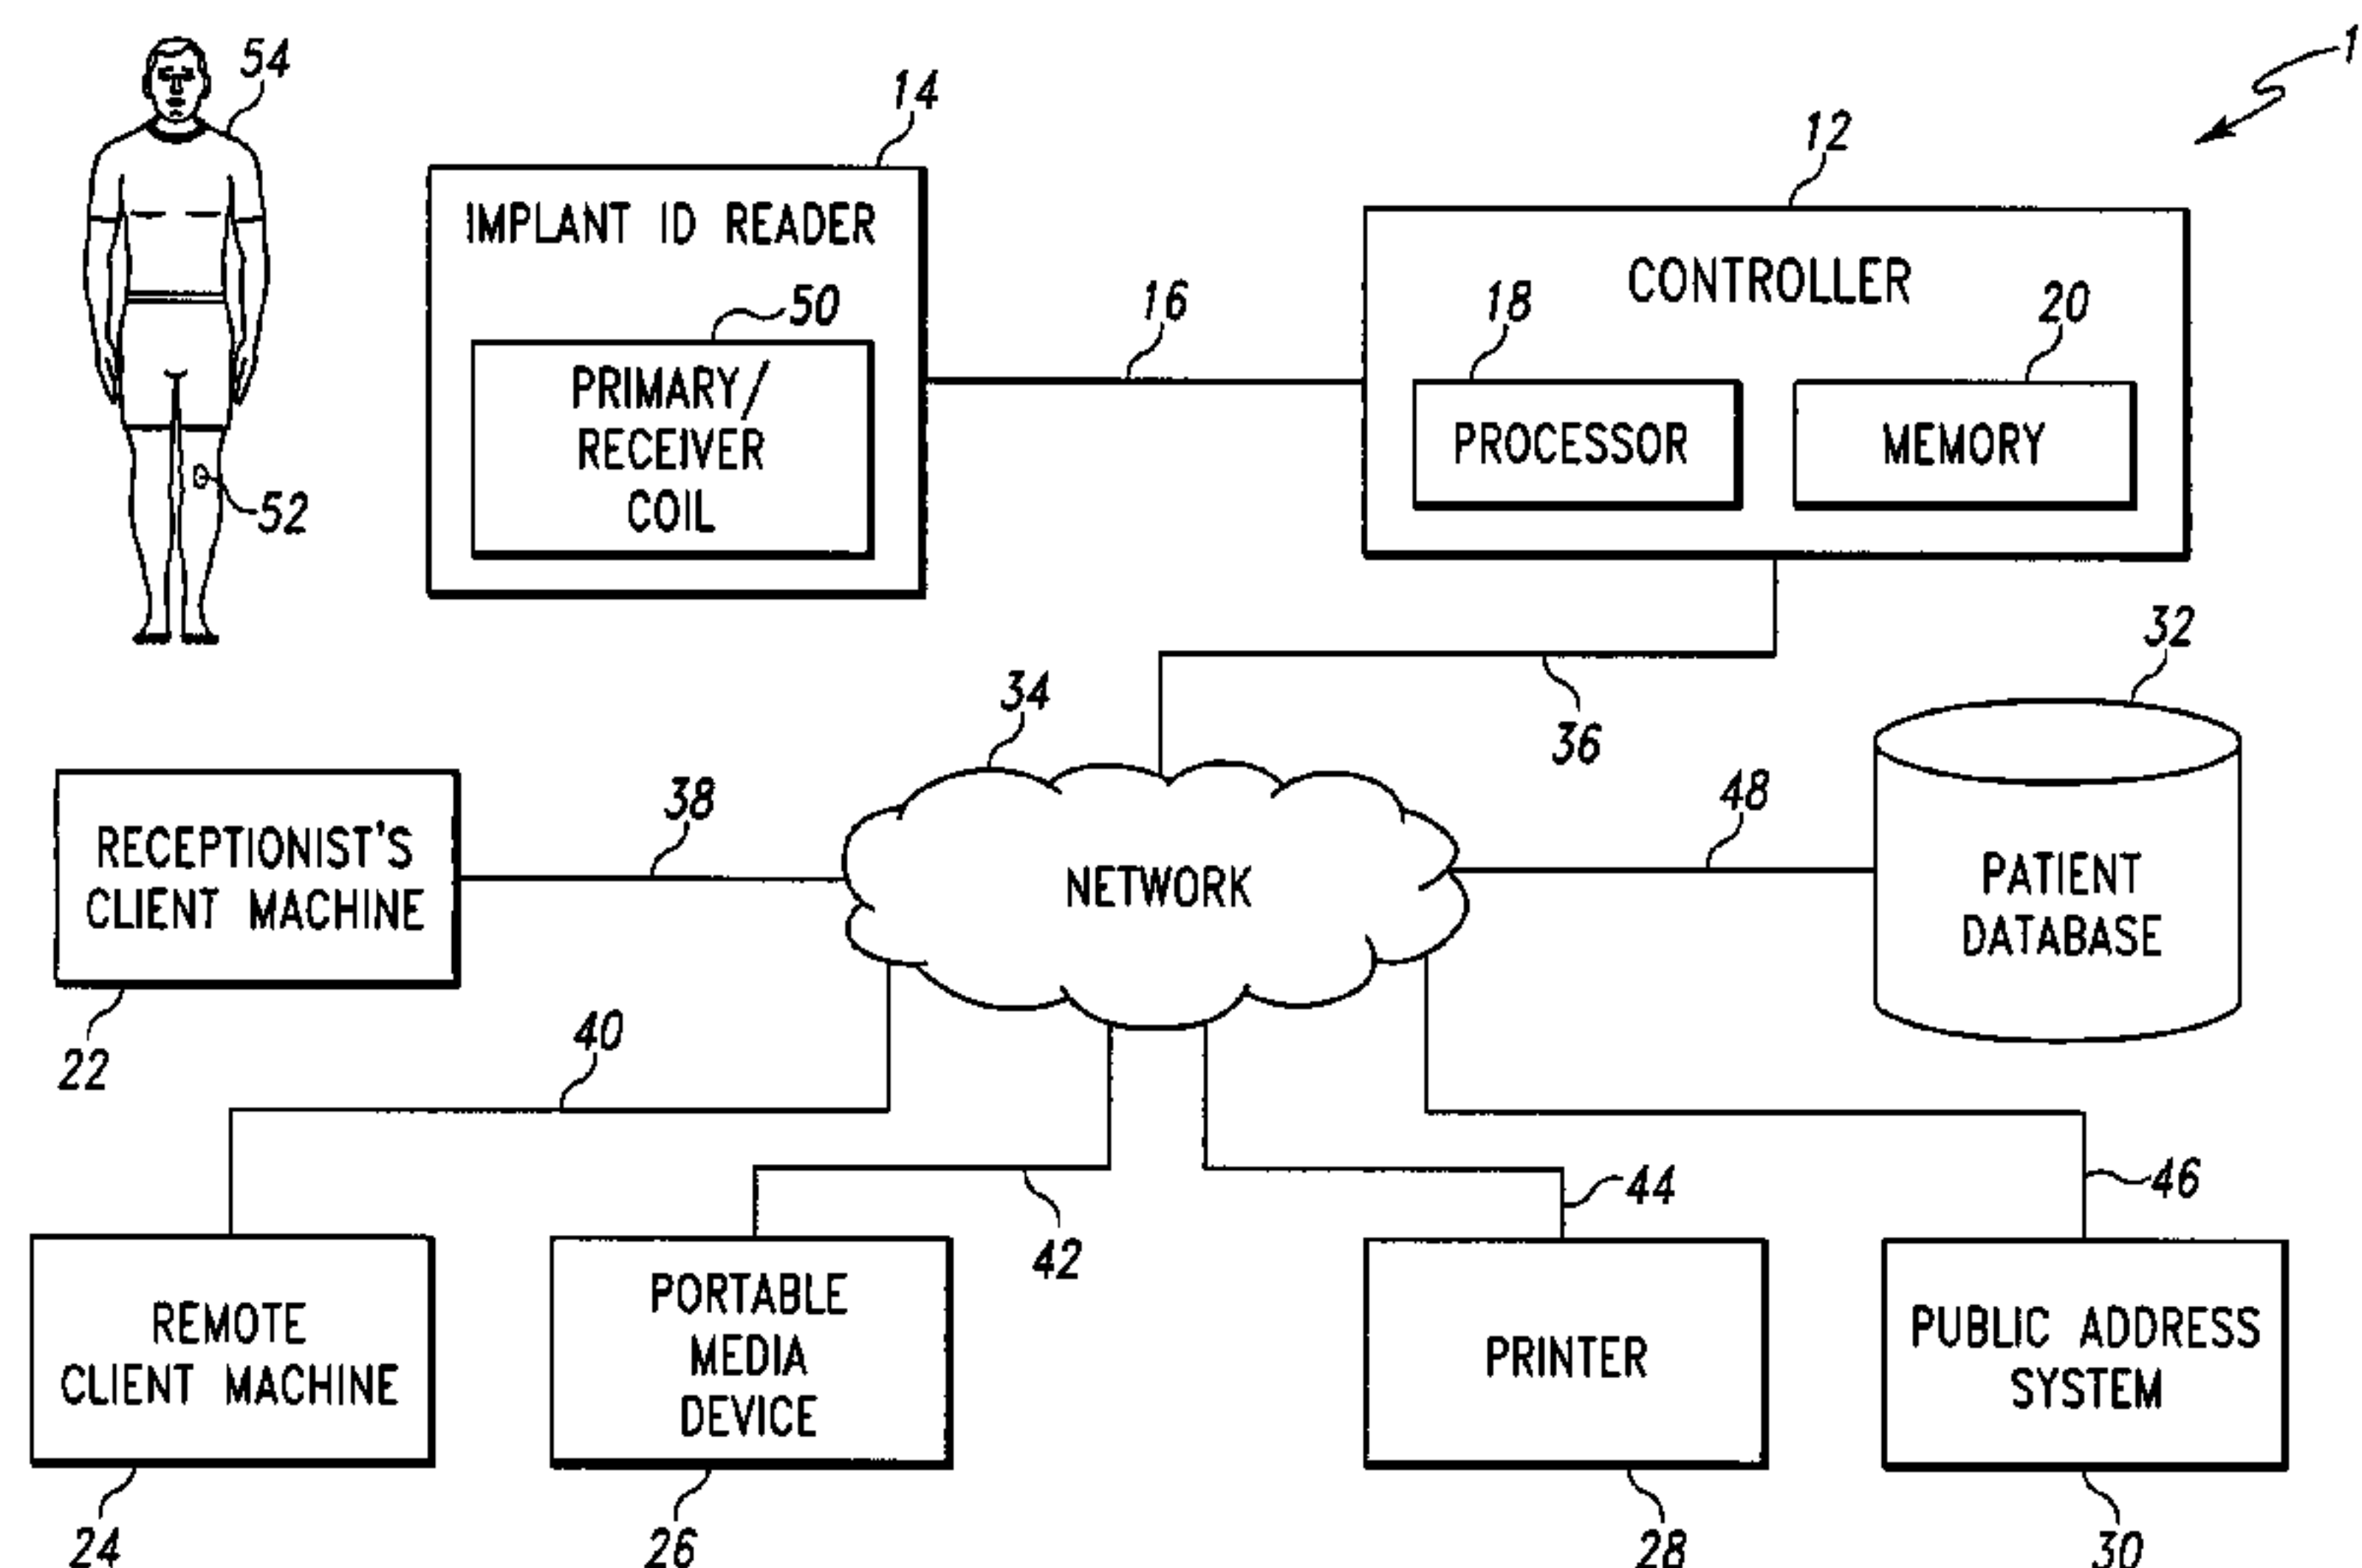 54
14
1
12
IMPLANT ID READER
CONTROLLER
50
16
18
20
PRIMARY/
RECEIVER
COIL
PROCESSOR
MEMORY
52
32
34
36
38
48
RECEPTIONIST'S
CLIENT MACHINE
NETWORK
PATIENT
DATABASE
22
40
46
44
42
REMOTE
CLIENT MACHINE
PORTABLE
MEDIA
DEVICE
PRINTER
PUBLIC ADDRESS
SYSTEM
24
26
28
30